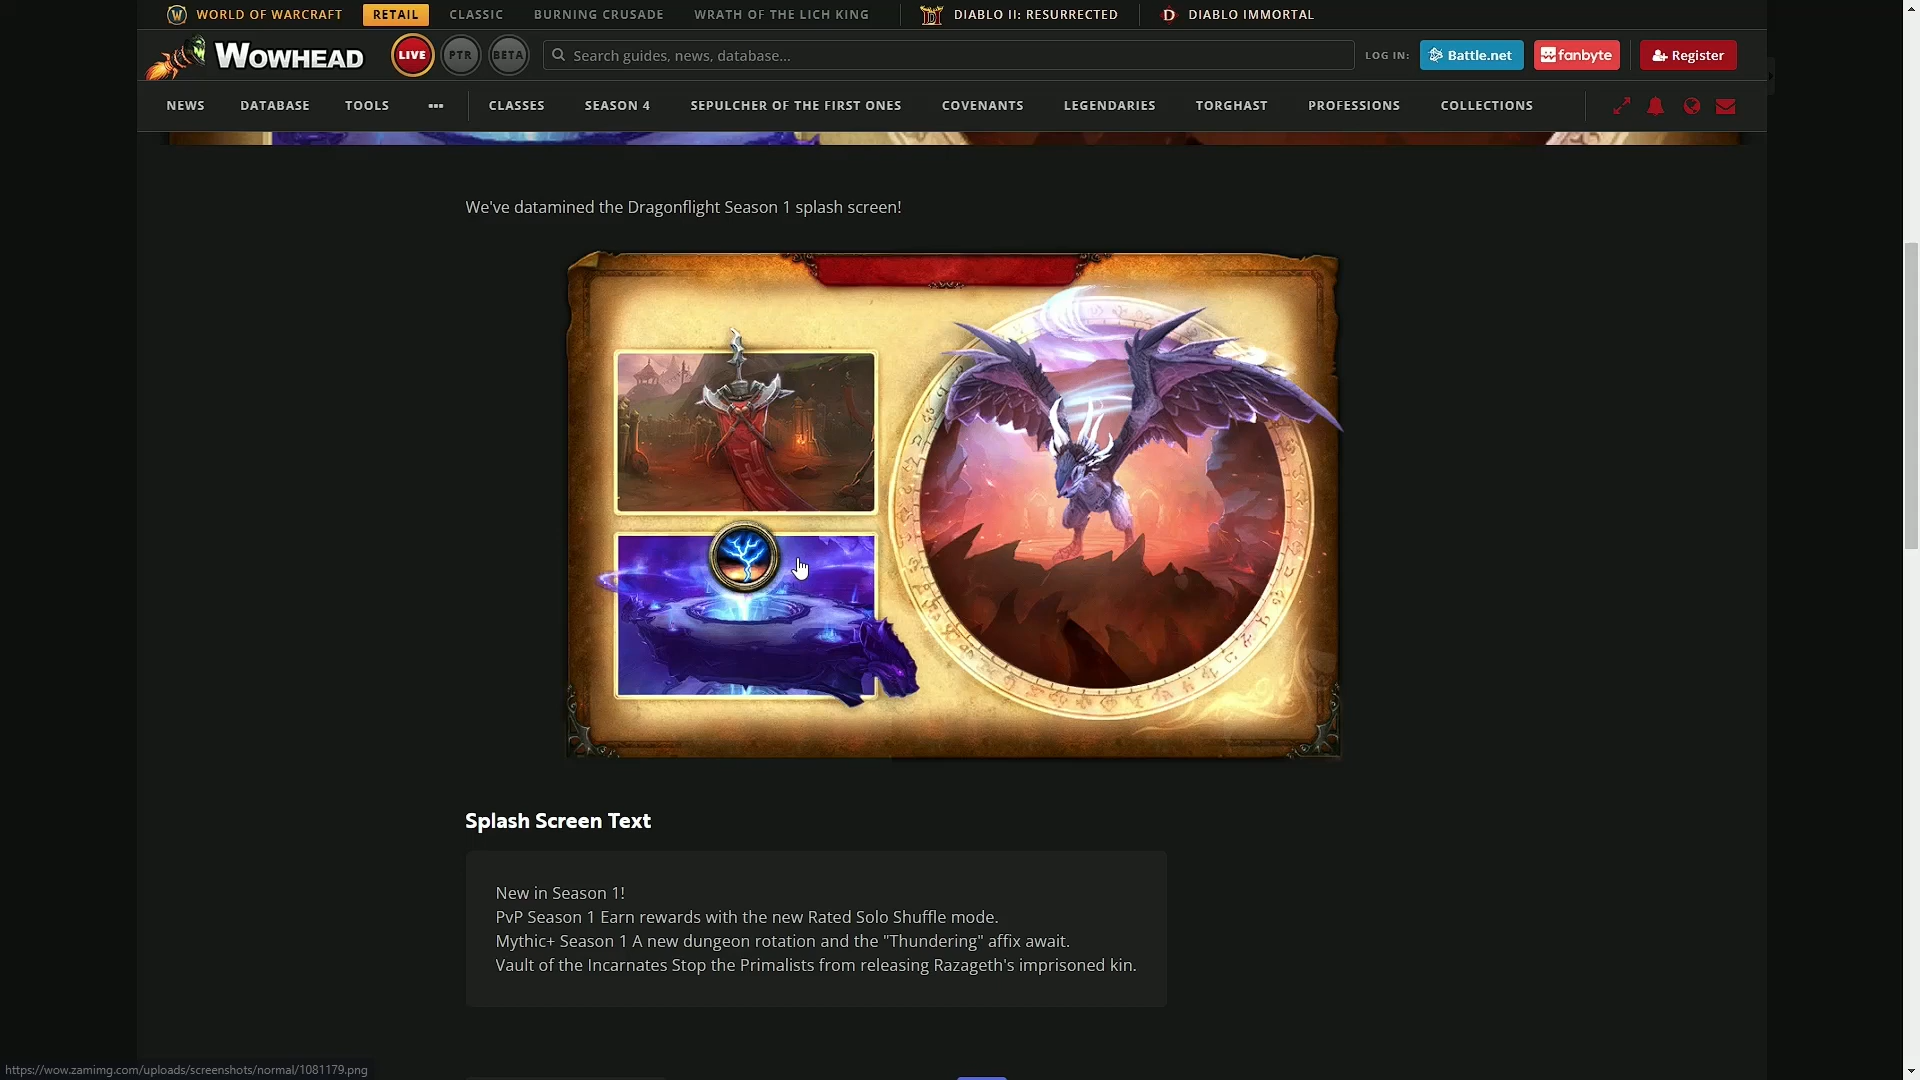 WORLD OF WARCRAFT RETAIL CLASSIC BURNING CRUSADE WRATH OF THE LICH KING DIABLO II: RESURRECTED DIABLO IMMORTAL
WOWHEAD LIVE PTR BETA Search guides, news, database... LOG IN: Battle.net fanbyte Register
NEWS DATABASE TOOLS ••• CLASSES SEASON 4 SEPULCHER OF THE FIRST ONES COVENANTS LEGENDARIES TORGHAST PROFESSIONS COLLECTIONS
We've datamined the Dragonflight Season 1 splash screen!
Splash Screen Text
New in Season 1!
PvP Season 1 Earn rewards with the new Rated Solo Shuffle mode.
Mythic+ Season 1 A new dungeon rotation and the "Thundering" affix await.
Vault of the Incarnates Stop the Primalists from releasing Razageth's imprisoned kin.
https://wow.zamimg.com/uploads/screenshots/normal/1081179.png